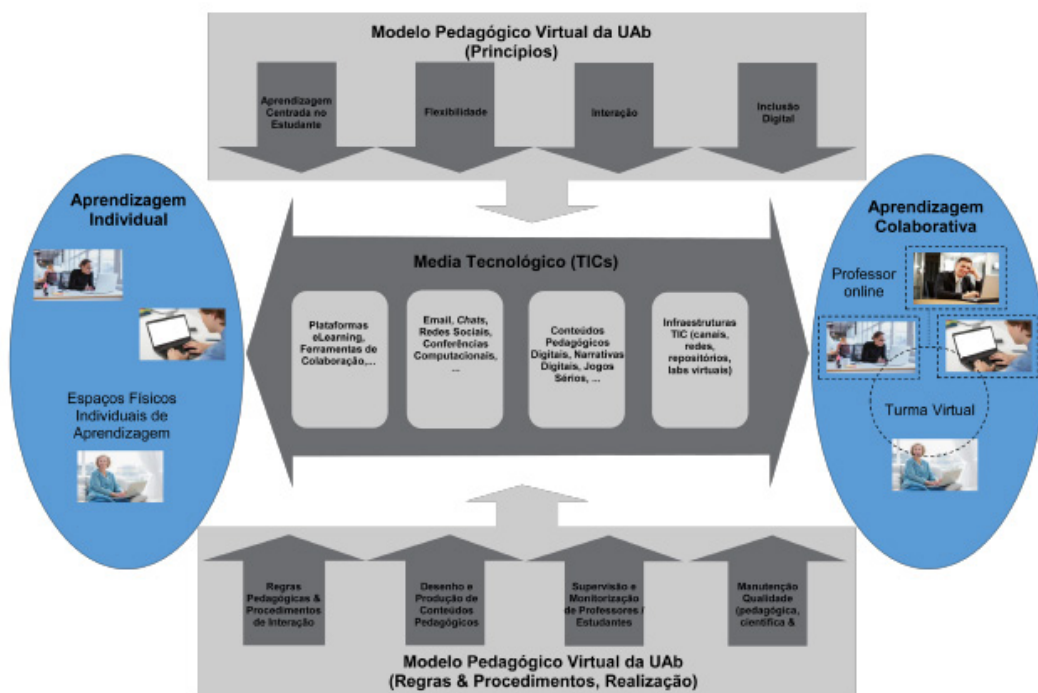 Modelo Pedagógico Virtual da UAb
(Princípios)
Aprendizagem
Centrada no
Estudante
Flexibilidade
Interação
Inclusão
Digital
Aprendizagem
Individual
Espaços Físicos
Individuais de
Aprendizagem
Media Tecnológico (TICs)
Plataformas
eLearning,
Ferramentas de
Colaboração,...
Email, Chats,
Redes Sociais,
Conferências
Computacionais,
...
Conteúdos
Pedagógicos
Digitais, Narrativas
Digitais, Jogos
Sérios, ...
Infraestruturas
TIC (canais,
redes,
repositórios,
labs virtuais)
Aprendizagem
Colaborativa
Professor
online
Turma Virtual
Regras
Pedagógicas &
Procedimentos
de Interação
Desenho e
Produção de
Conteúdos
Pedagógicos
Supervisão e
Monitorização
de Professores /
Estudantes
Manutenção
Qualidade
(pedagógica,
científica &
Modelo Pedagógico Virtual da UAb
(Regras & Procedimentos, Realização)